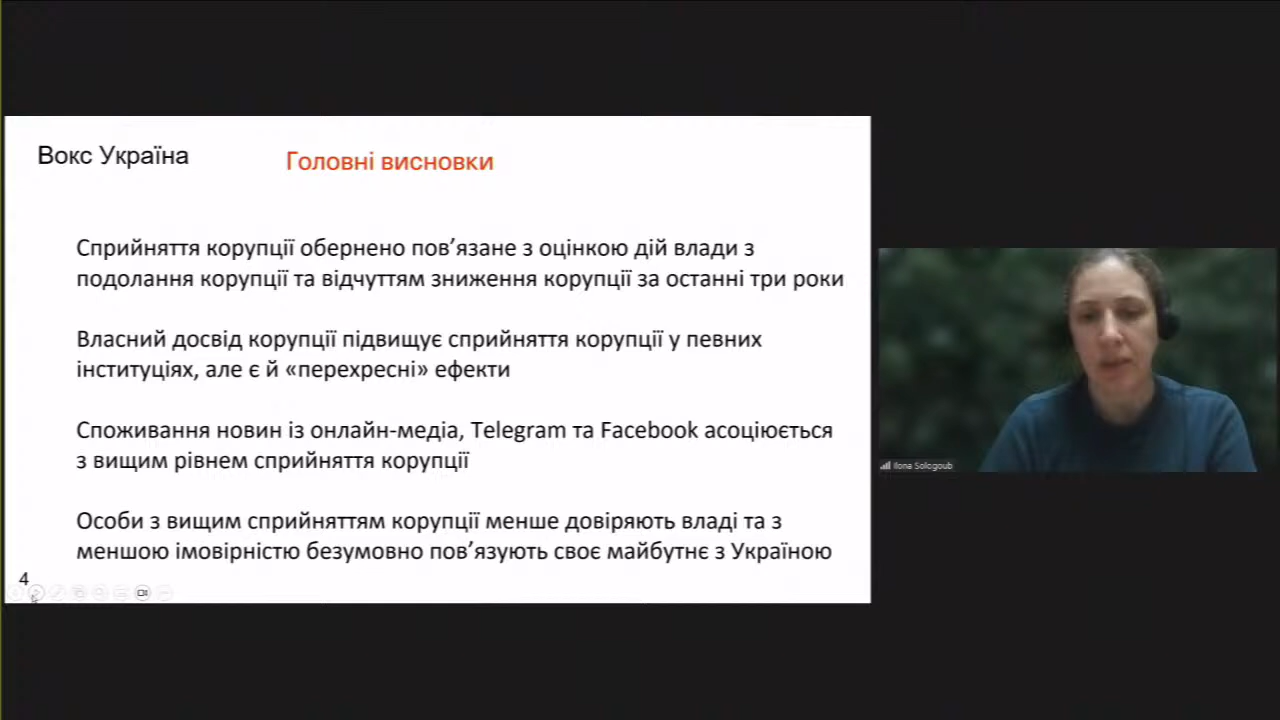 Вокс Україна
Головні висновки
Сприйняття корупції обернено пов’язане з оцінкою дій влади з
подолання корупції та відчуттям зниження корупції за останні три роки
Власний досвід корупції підвищує сприйняття корупції у певних
інституціях, але є й «перехресні» ефекти
Споживання новин із онлайн-медіа, Telegram та Facebook асоціюється
з вищим рівнем сприйняття корупції
Особи з вищим сприйняттям корупції менше довіряють владі та з
меншою імовірністю безумовно пов’язують своє майбутнє з Україною
4
Ilona Sologoub